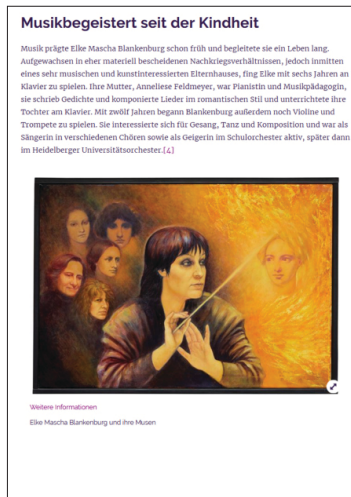 Musikbegeistert seit der Kindheit
Musik prägte Elke Mascha Blankenburg schon früh und begleitete sie ein Leben lang.
Aufgewachsen in eher materiell bescheidenen Nachkriegsverhältnissen, jedoch inmitten
eines sehr musischen und kunstinteressierten Elternhauses, fing Elke mit sechs Jahren an
Klavier zu spielen. Ihre Mutter, Anneliese Feldmeyer, war Pianistin und Musikpädagogin,
sie schrieb Gedichte und komponierte Lieder im romantischen Stil und unterrichtete ihre
Tochter am Klavier. Mit zwölf Jahren begann Blankenburg außerdem noch Violine und
Trompete zu spielen. Sie interessierte sich für Gesang, Tanz und Komposition und war als
Sängerin in verschiedenen Chören sowie als Geigerin im Schulorchester aktiv, später dann
im Heidelberger Universitätsorchester.[4]
Weitere Informationen
Elke Mascha Blankenburg und ihre Musen